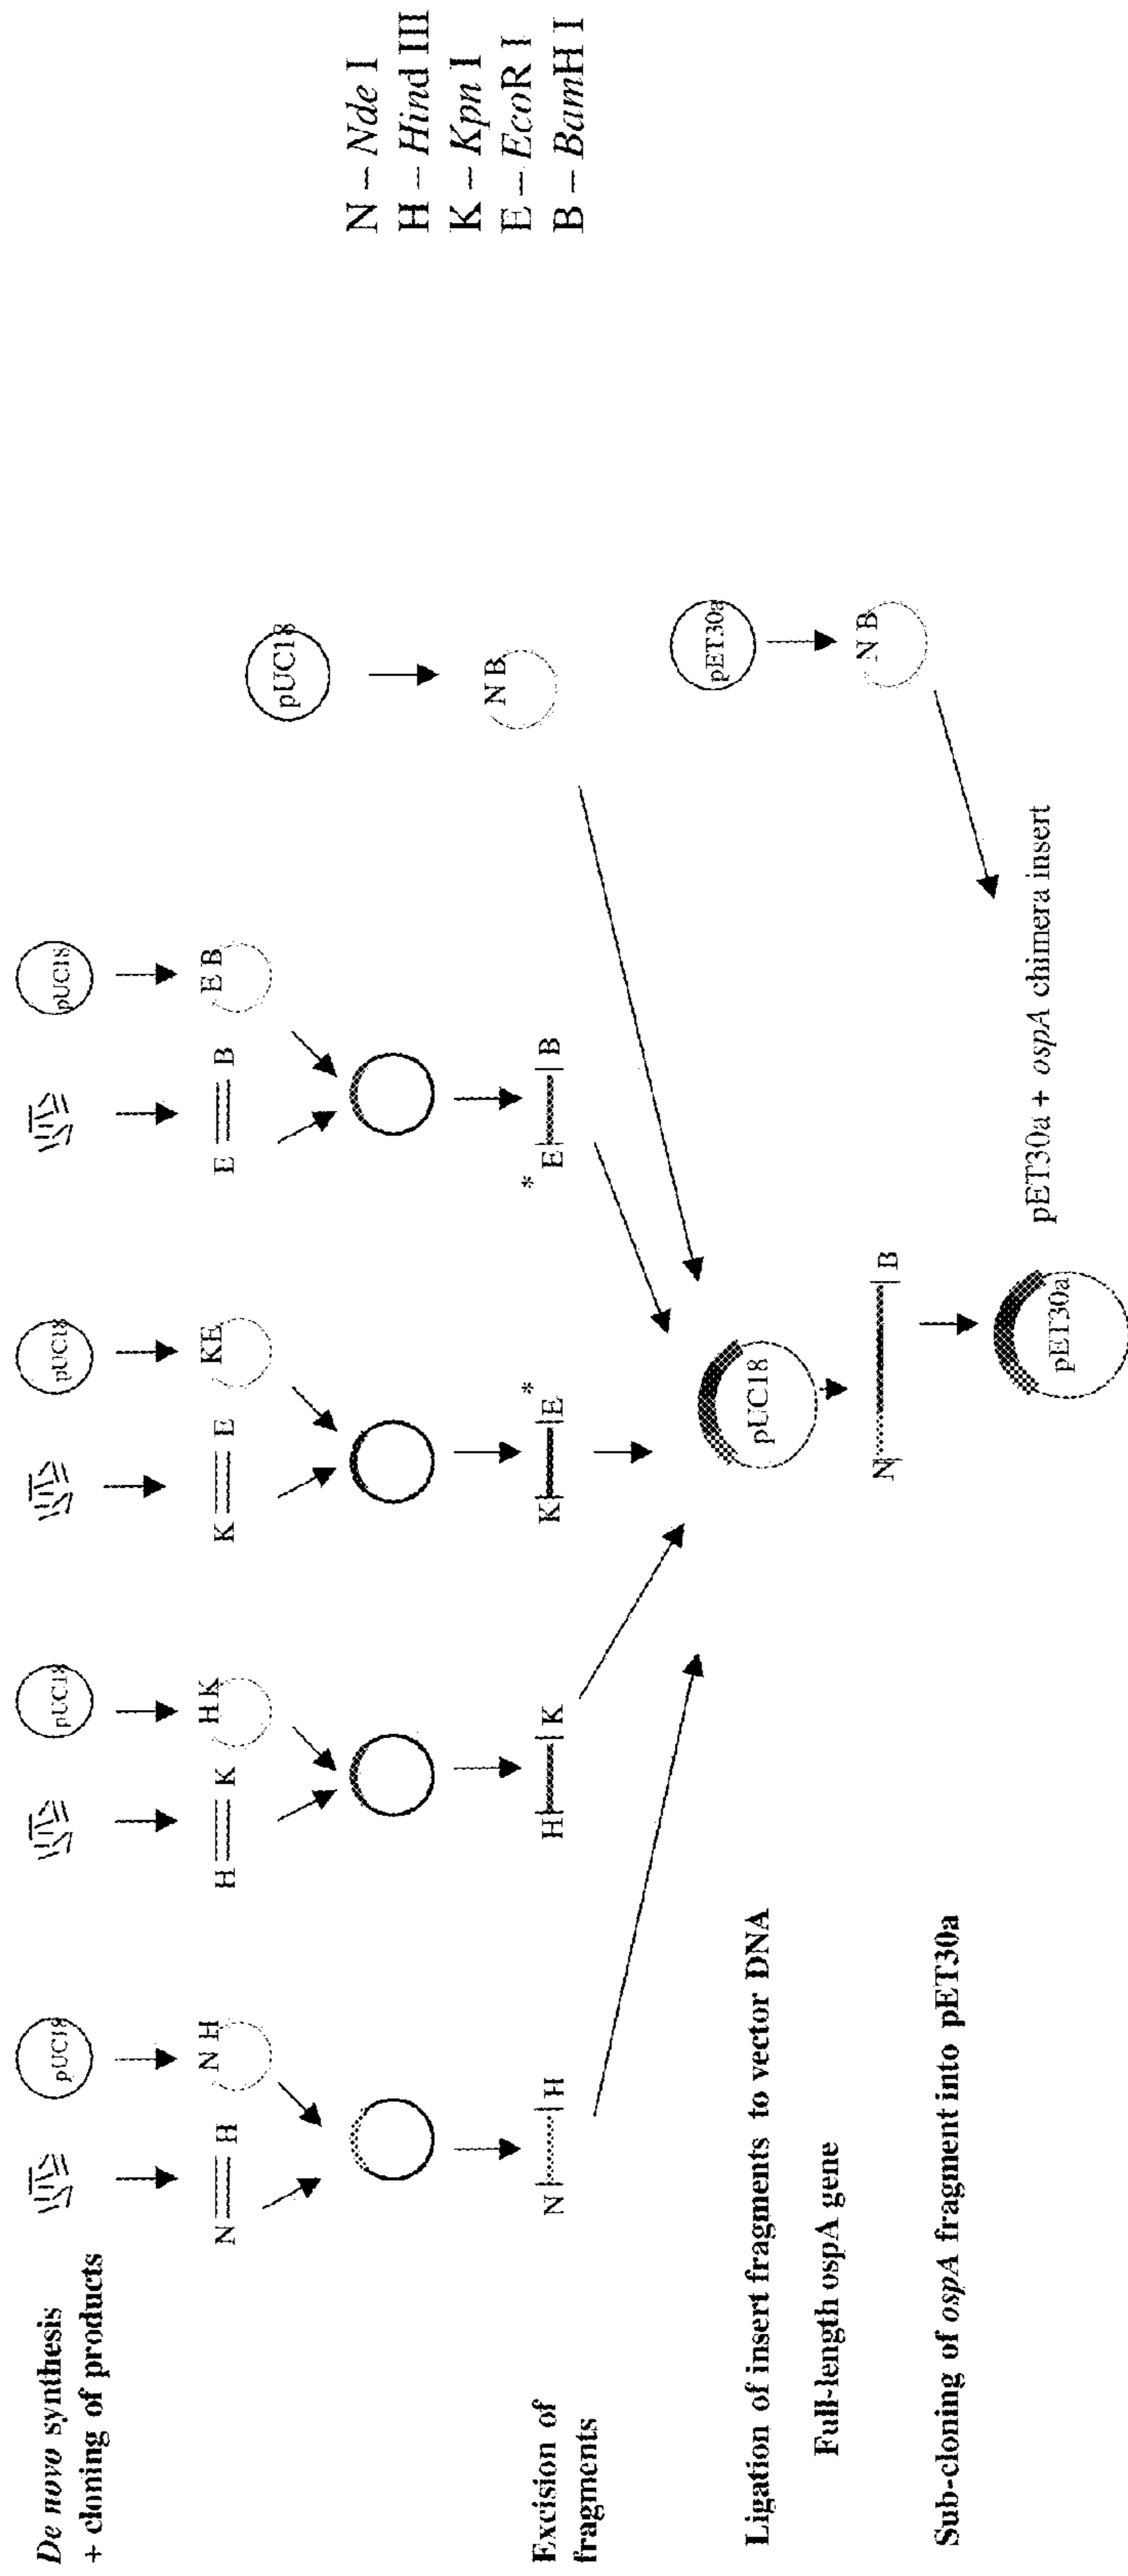 De novo synthesis
+ cloning of products
pUC18
pUC18
pUC18
pUC18
N H
N H
H K
H K
K E
KE
E B
E B
pUC18
N – Nde I
H – Hind III
K – Kpn I
E – EcoR I
B – BamH I
Excision of
fragments
N H
H K
K E *
* E B
N B
Ligation of insert fragments to vector DNA
Full-length ospA gene
pUC18
pET30a
N B
N B
Sub-cloning of ospA fragment into pET30a
pET30a
pET30a + ospA chimera insert